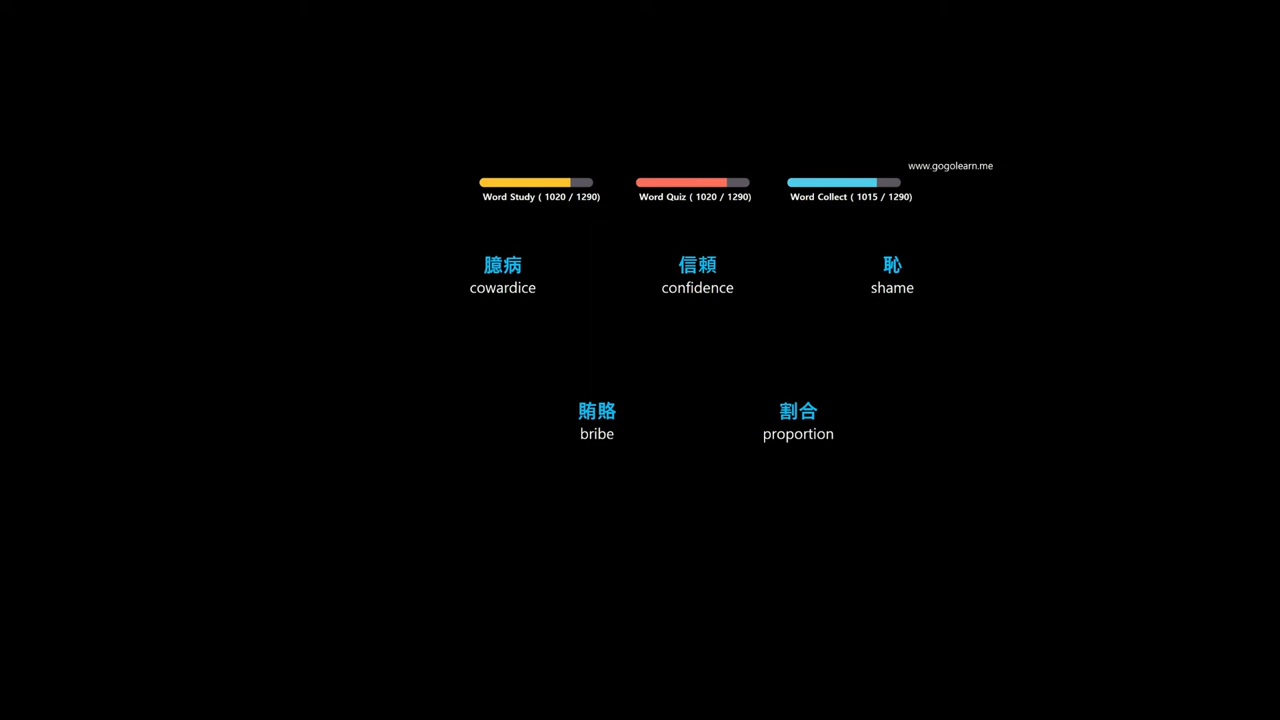 www.gogolearn.me
Word Study ( 1020 / 1290)
Word Quiz ( 1020 / 1290)
Word Collect ( 1015 / 1290)
臆病
cowardice
信頼
confidence
恥
shame
賄賂
bribe
割合
proportion